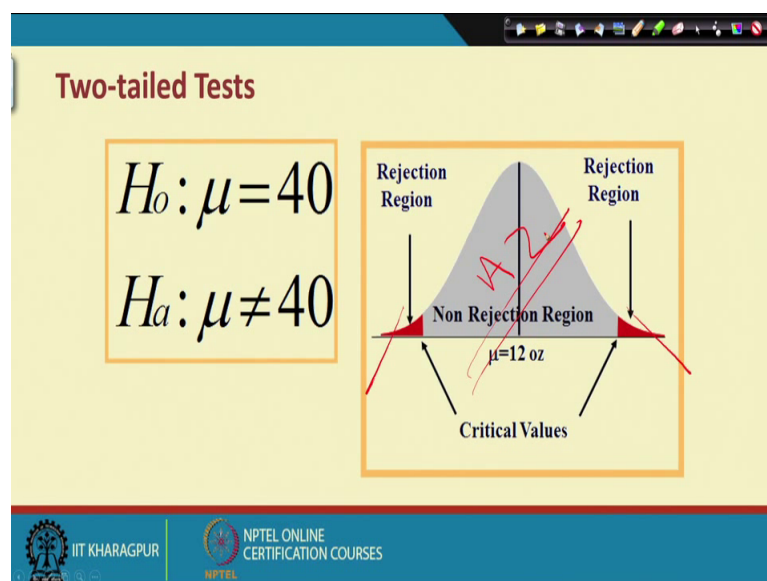 Two-tailed Tests
Ho: μ=40
Ha: μ≠40
Rejection
Region
Rejection
Region
Non Rejection Region
μ=12 oz
Critical Values
IIT KHARAGPUR
NPTEL ONLINE
CERTIFICATION COURSES
NPTEL